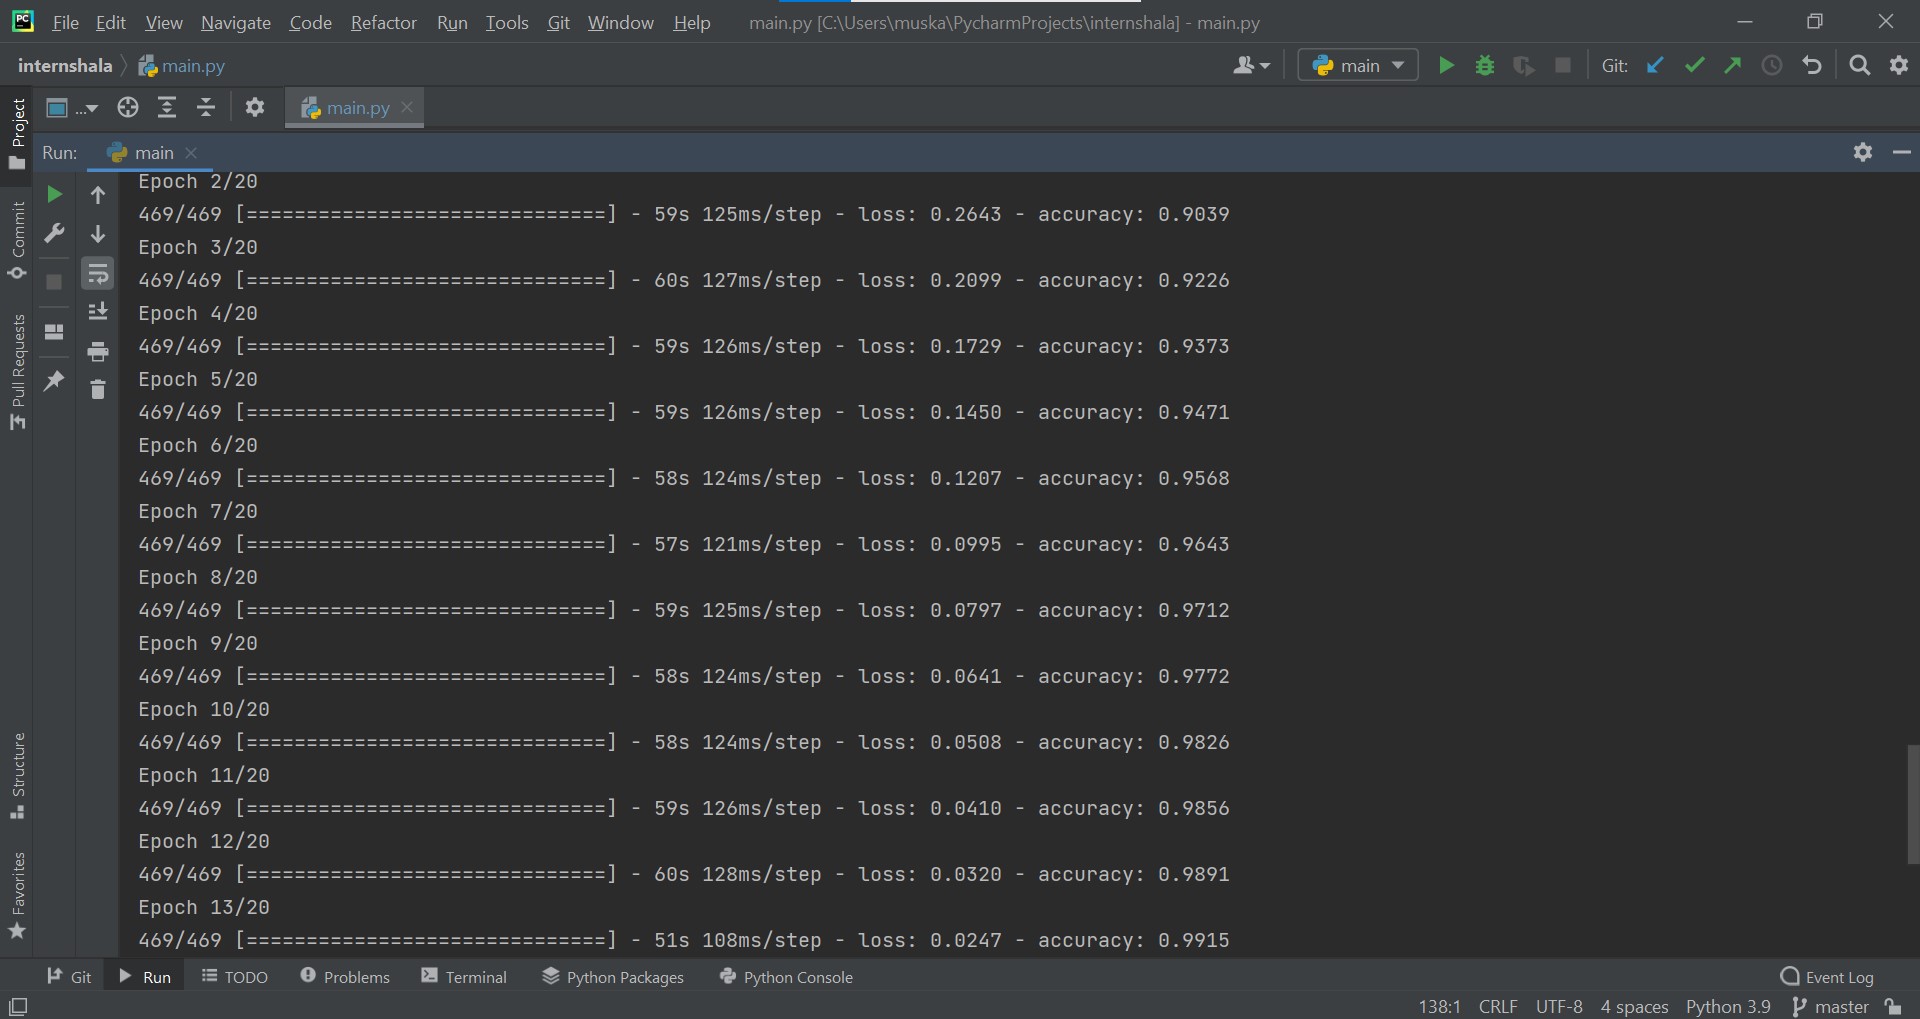 File Edit View Navigate Code Refactor Run Tools Git Window Help main.py [C:\Users\muska\PycharmProjects\internshala] - main.py
internshala main.py main Git:
... main.py
Run: main
Project
Commit
Pull Requests
Structure
Favorites
Epoch 2/20
469/469 [==============================] - 59s 125ms/step - loss: 0.2643 - accuracy: 0.9039
Epoch 3/20
469/469 [==============================] - 60s 127ms/step - loss: 0.2099 - accuracy: 0.9226
Epoch 4/20
469/469 [==============================] - 59s 126ms/step - loss: 0.1729 - accuracy: 0.9373
Epoch 5/20
469/469 [==============================] - 59s 126ms/step - loss: 0.1450 - accuracy: 0.9471
Epoch 6/20
469/469 [==============================] - 58s 124ms/step - loss: 0.1207 - accuracy: 0.9568
Epoch 7/20
469/469 [==============================] - 57s 121ms/step - loss: 0.0995 - accuracy: 0.9643
Epoch 8/20
469/469 [==============================] - 59s 125ms/step - loss: 0.0797 - accuracy: 0.9712
Epoch 9/20
469/469 [==============================] - 58s 124ms/step - loss: 0.0641 - accuracy: 0.9772
Epoch 10/20
469/469 [==============================] - 58s 124ms/step - loss: 0.0508 - accuracy: 0.9826
Epoch 11/20
469/469 [==============================] - 59s 126ms/step - loss: 0.0410 - accuracy: 0.9856
Epoch 12/20
469/469 [==============================] - 60s 128ms/step - loss: 0.0320 - accuracy: 0.9891
Epoch 13/20
469/469 [==============================] - 51s 108ms/step - loss: 0.0247 - accuracy: 0.9915
Git Run TODO Problems Terminal Python Packages Python Console Event Log
138:1 CRLF UTF-8 4 spaces Python 3.9 master